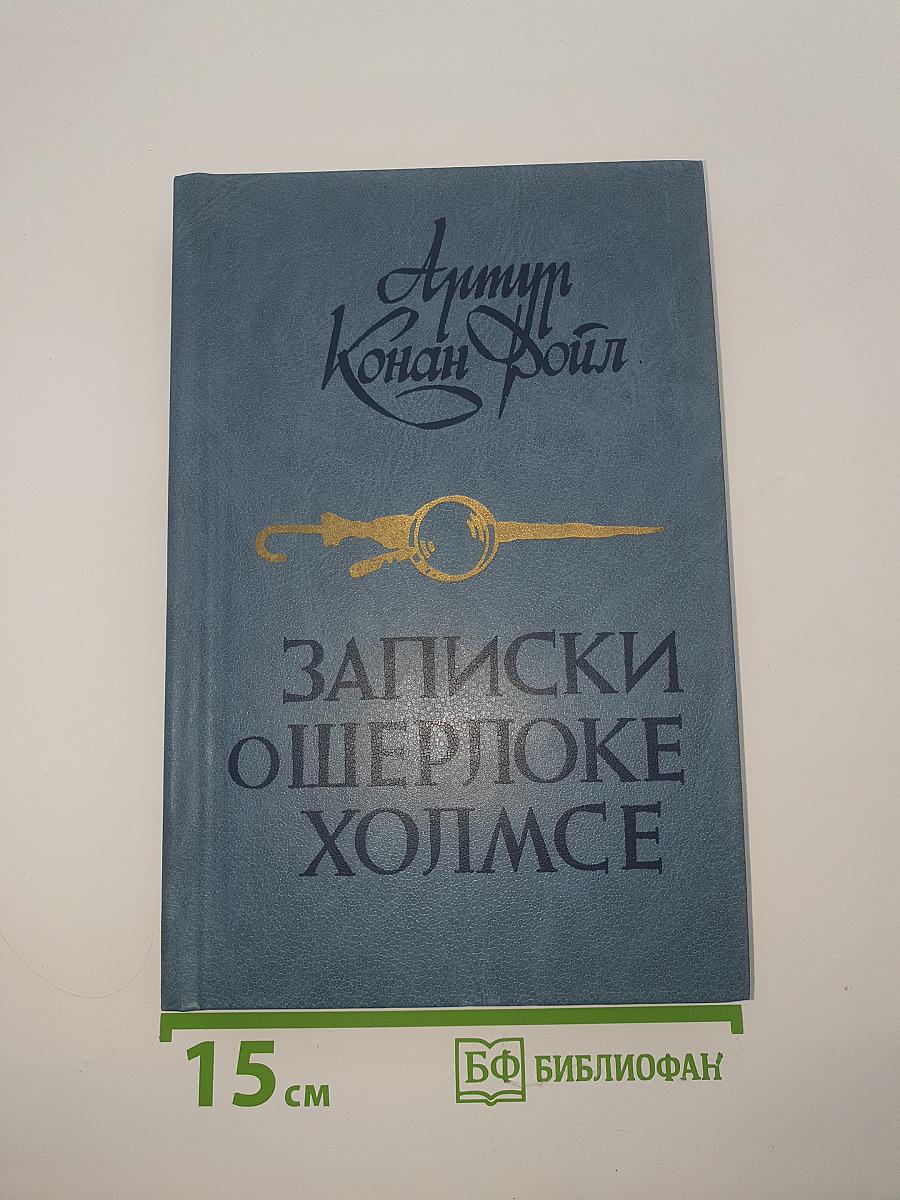 Артур
Конан Дойл
ЗАПИСКИ
О ШЕРЛОКЕ
ХОЛМСЕ
15 см
БФ БИБЛИОФАН